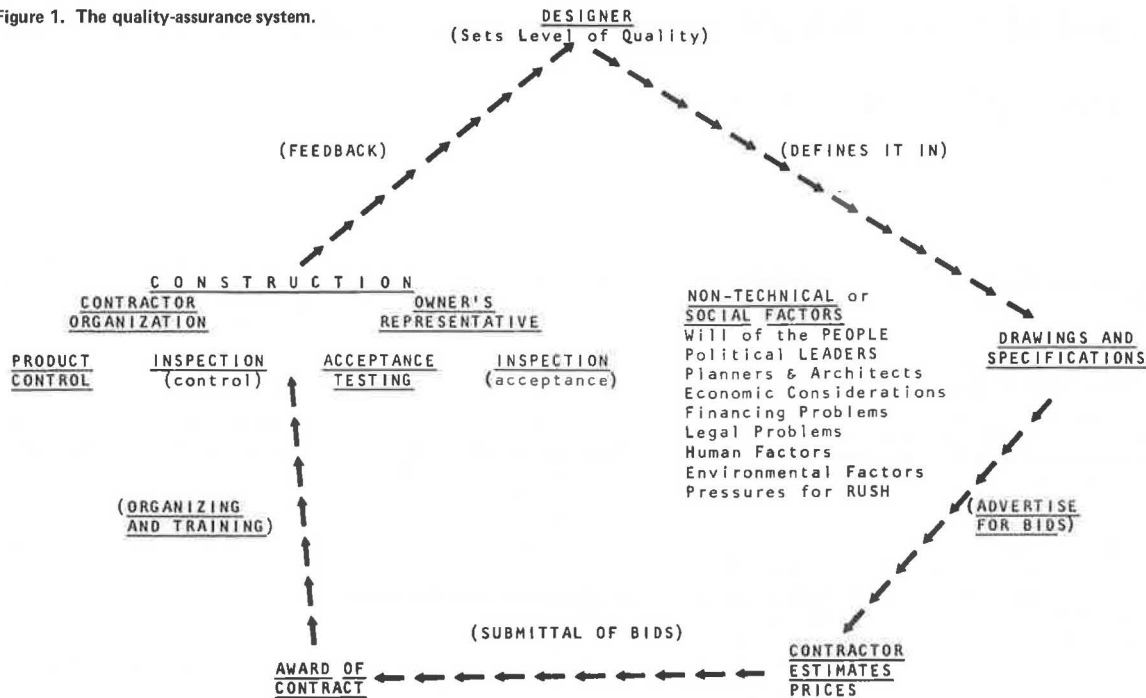 Figure 1. The quality-assurance system.
DESIGNER
(Sets Level of Quality)
(FEEDBACK)
(DEFINES IT IN)
CONSTRUCTION
CONTRACTOR
ORGANIZATION
OWNER'S
REPRESENTATIVE
PRODUCT
CONTROL
INSPECTION
(control)
ACCEPTANCE
TESTING
INSPECTION
(acceptance)
NON-TECHNICAL or
SOCIAL FACTORS
Will of the PEOPLE
Political LEADERS
Planners & Architects
Economic Considerations
Financing Problems
Legal Problems
Human Factors
Environmental Factors
Pressures for RUSH
DRAWINGS AND
SPECIFICATIONS
(ORGANIZING
AND TRAINING)
(ADVERTISE
FOR BIDS)
(SUBMITTAL OF BIDS)
AWARD OF
CONTRACT
CONTRACTOR
ESTIMATES
PRICES